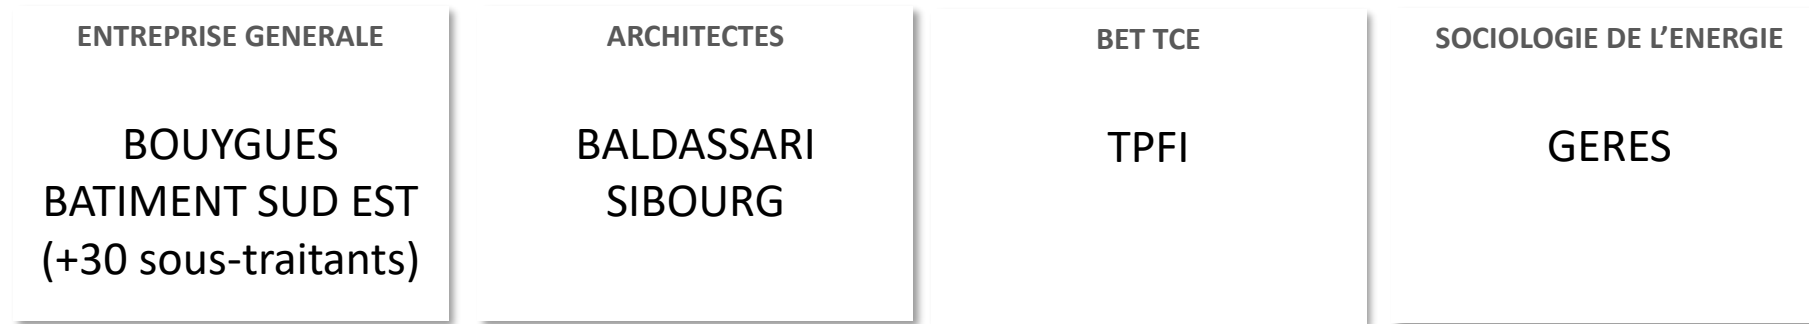 ENTREPRISE GENERALE
BOUYGUES
BATIMENT SUD EST
(+30 sous-traitants)
ARCHITECTES
BALDASSARI
SIBOURG
BET TCE
TPFI
SOCIOLOGIE DE L’ENERGIE
GERES